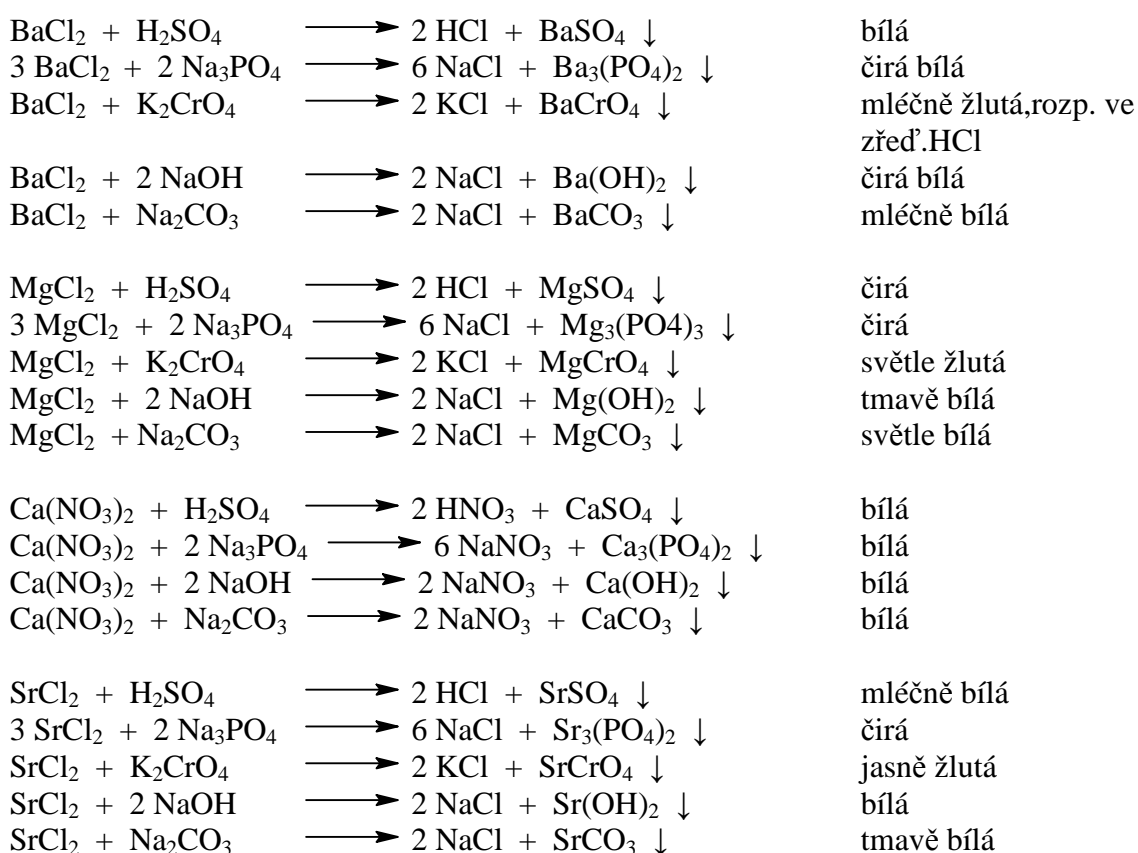 BaCl₂ + H₂SO₄ ⟶ 2 HCl + BaSO₄ ↓ bílá
3 BaCl₂ + 2 Na₃PO₄ ⟶ 6 NaCl + Ba₃(PO₄)₂ ↓ čirá bílá
BaCl₂ + K₂CrO₄ ⟶ 2 KCl + BaCrO₄ ↓ mléčně žlutá,rozp. ve
zřeď.HCl
BaCl₂ + 2 NaOH ⟶ 2 NaCl + Ba(OH)₂ ↓ čirá bílá
BaCl₂ + Na₂CO₃ ⟶ 2 NaCl + BaCO₃ ↓ mléčně bílá
MgCl₂ + H₂SO₄ ⟶ 2 HCl + MgSO₄ ↓ čirá
3 MgCl₂ + 2 Na₃PO₄ ⟶ 6 NaCl + Mg₃(PO4)₃ ↓ čirá
MgCl₂ + K₂CrO₄ ⟶ 2 KCl + MgCrO₄ ↓ světle žlutá
MgCl₂ + 2 NaOH ⟶ 2 NaCl + Mg(OH)₂ ↓ tmavě bílá
MgCl₂ + Na₂CO₃ ⟶ 2 NaCl + MgCO₃ ↓ světle bílá
Ca(NO₃)₂ + H₂SO₄ ⟶ 2 HNO₃ + CaSO₄ ↓ bílá
Ca(NO₃)₂ + 2 Na₃PO₄ ⟶ 6 NaNO₃ + Ca₃(PO₄)₂ ↓ bílá
Ca(NO₃)₂ + 2 NaOH ⟶ 2 NaNO₃ + Ca(OH)₂ ↓ bílá
Ca(NO₃)₂ + Na₂CO₃ ⟶ 2 NaNO₃ + CaCO₃ ↓ bílá
SrCl₂ + H₂SO₄ ⟶ 2 HCl + SrSO₄ ↓ mléčně bílá
3 SrCl₂ + 2 Na₃PO₄ ⟶ 6 NaCl + Sr₃(PO₄)₂ ↓ čirá
SrCl₂ + K₂CrO₄ ⟶ 2 KCl + SrCrO₄ ↓ jasně žlutá
SrCl₂ + 2 NaOH ⟶ 2 NaCl + Sr(OH)₂ ↓ bílá
SrCl₂ + Na₂CO₃ ⟶ 2 NaCl + SrCO₃ ↓ tmavě bílá